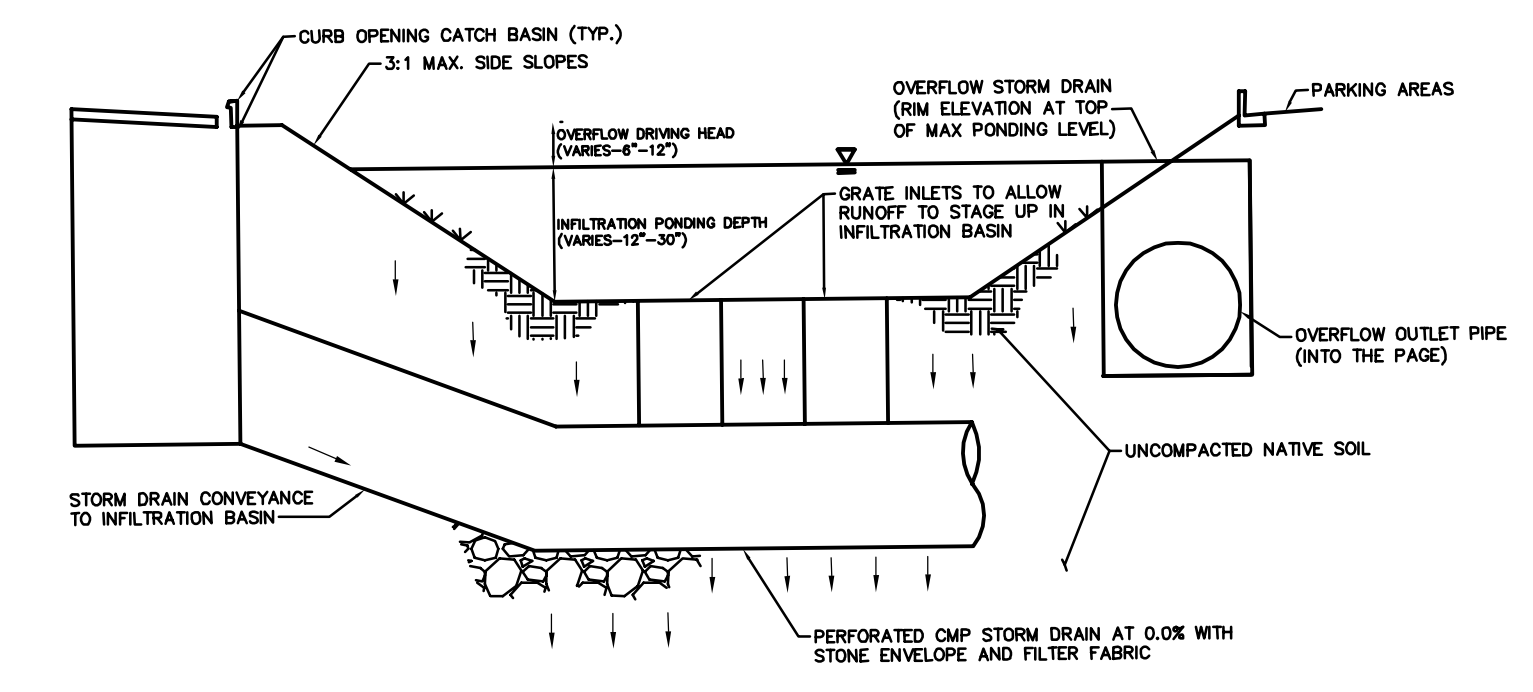 CURB OPENING CATCH BASIN (TYP.)
3:1 MAX. SIDE SLOPES
OVERFLOW STORM DRAIN
(RIM ELEVATION AT TOP
OF MAX PONDING LEVEL)
PARKING AREAS
OVERFLOW DRIVING HEAD
(VARIES-6"-12")
GRATE INLETS TO ALLOW
RUNOFF TO STAGE UP IN
INFILTRATION BASIN
INFILTRATION PONDING DEPTH
(VARIES-12"-30")
OVERFLOW OUTLET PIPE
(INTO THE PAGE)
UNCOMPACTED NATIVE SOIL
STORM DRAIN CONVEYANCE
TO INFILTRATION BASIN
PERFORATED CMP STORM DRAIN AT 0.0% WITH
STONE ENVELOPE AND FILTER FABRIC